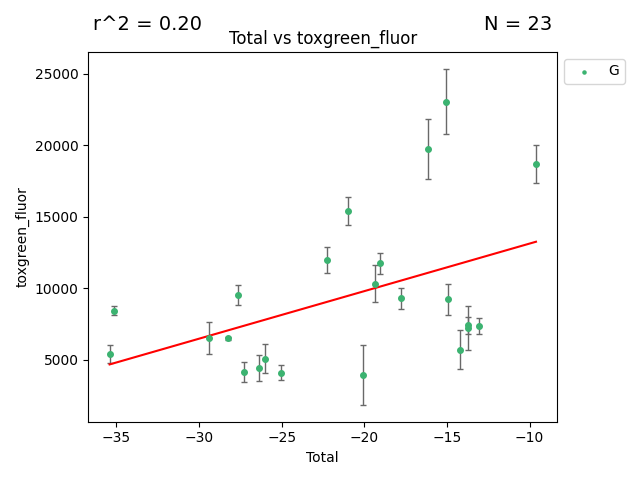 r^2 = 0.20
N = 23
Total vs toxgreen_fluor
G
25000
20000
15000
10000
5000
toxgreen_fluor
−35
−30
−25
−20
−15
−10
Total